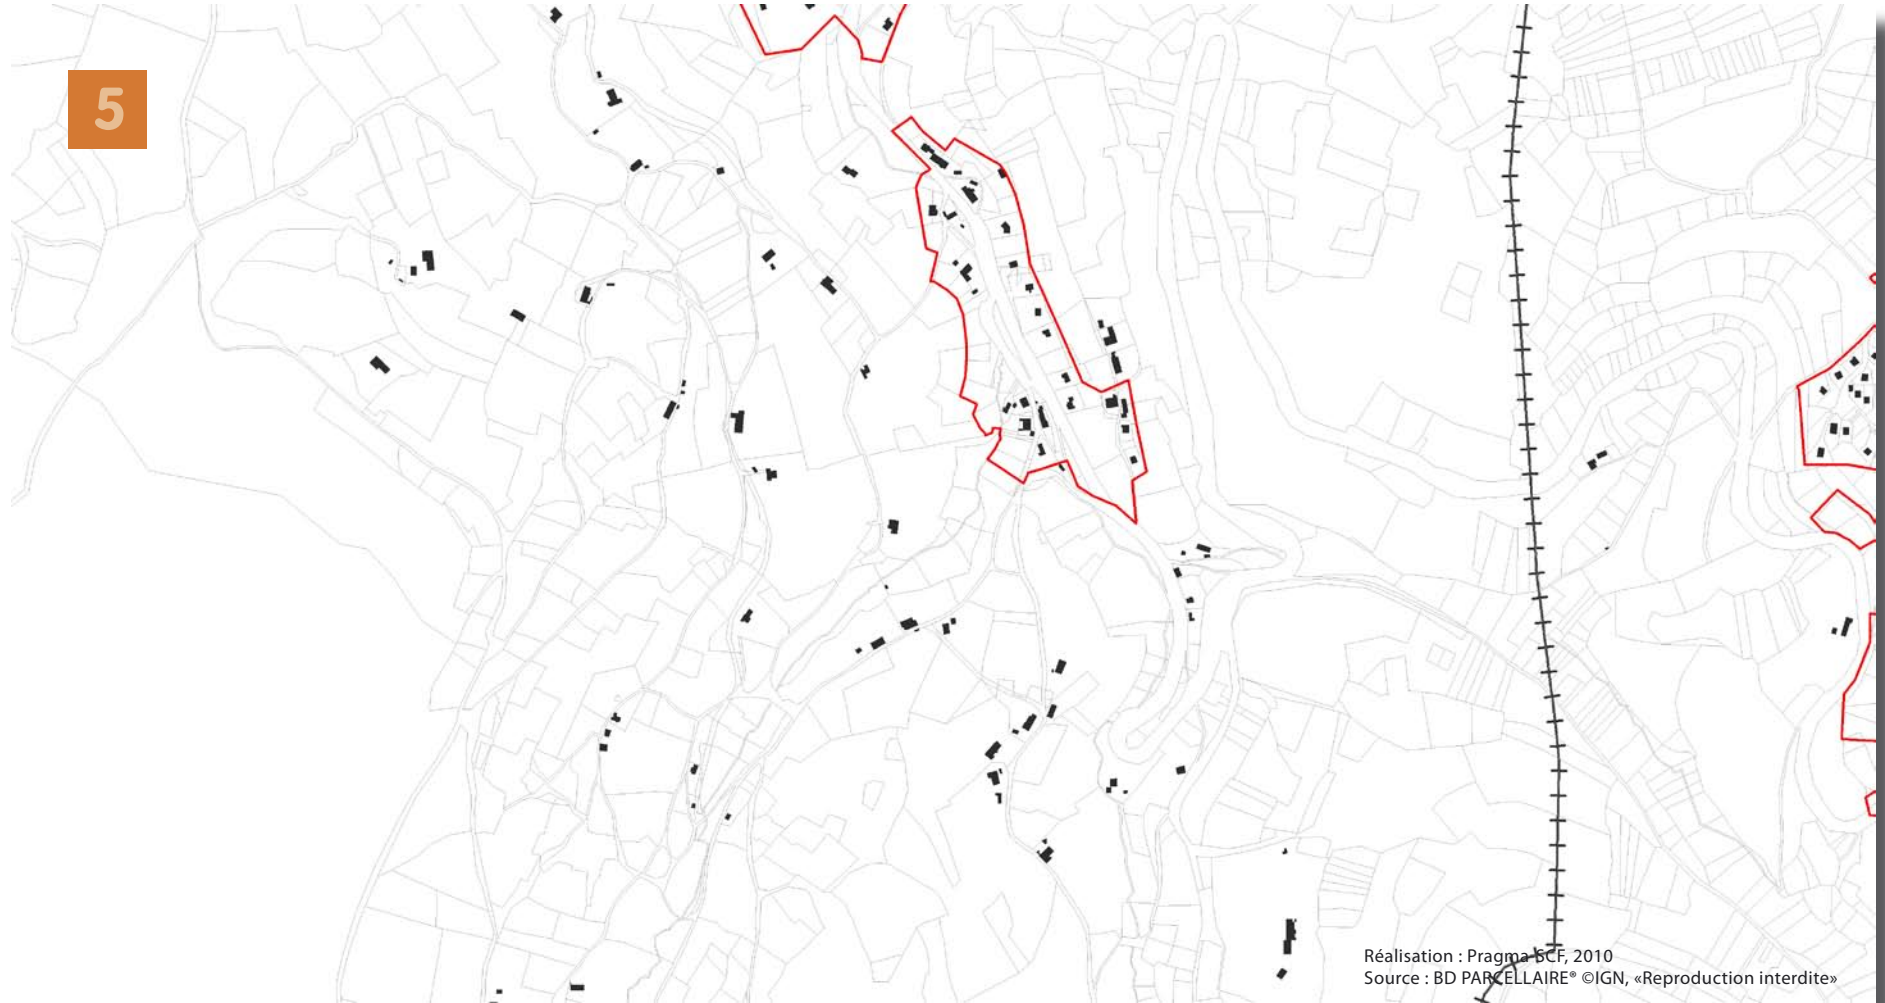 5
Réalisation : Pragma-SCF, 2010
Source : BD PARCELLAIRE® ©IGN, «Reproduction interdite»